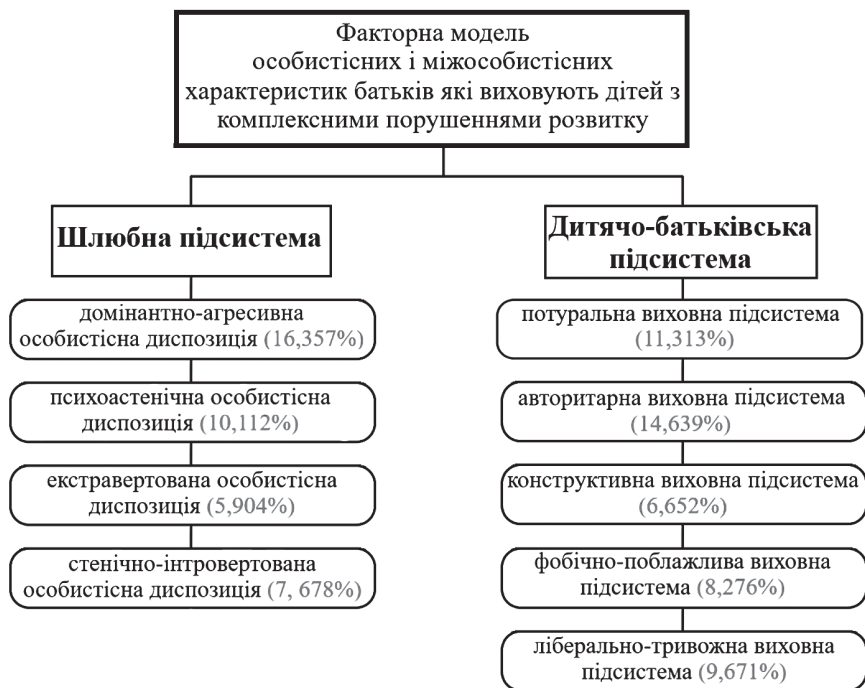 Факторна модель
особистісних і міжособистісних
характеристик батьків які виховують дітей з
комплексними порушеннями розвитку
Шлюбна підсистема
домінантно-агресивна
особистісна диспозиція (16,357%)
психоастенічна особистісна
диспозиція (10,112%)
екстравертована особистісна
диспозиція (5,904%)
стенічно-інтровертована
особистісна диспозиція (7, 678%)
Дитячо-батьківська
підсистема
потуральна виховна підсистема
(11,313%)
авторитарна виховна підсистема
(14,639%)
конструктивна виховна підсистема
(6,652%)
фобічно-поблажлива виховна
підсистема (8,276%)
ліберально-тривожна виховна
підсистема (9,671%)